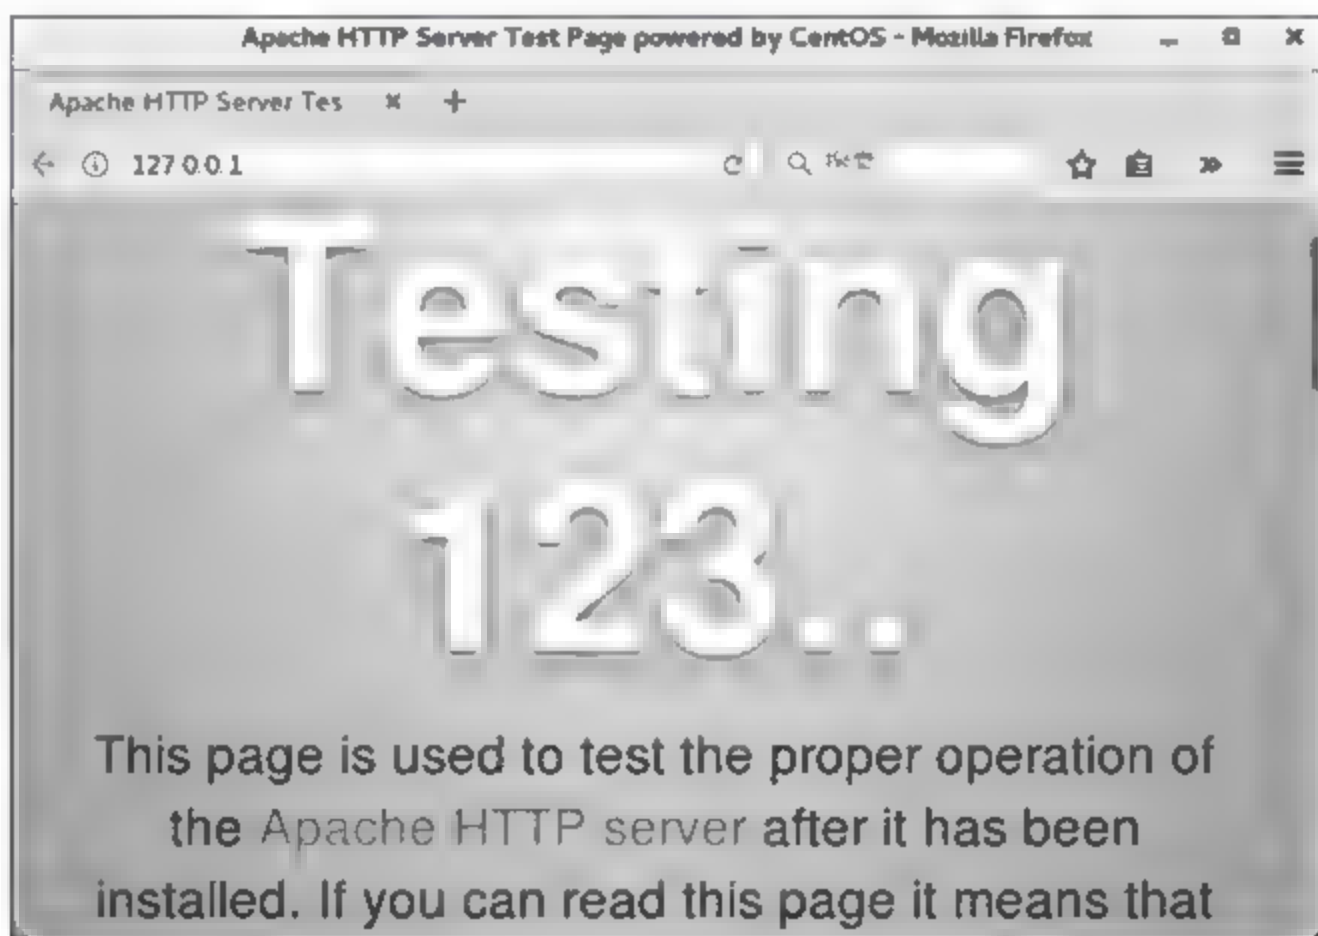 Apache HTTP Server Test Page powered by CentOS - Mozilla Firefox
Apache HTTP Server Tes
127.0.0.1
Testing
123..
This page is used to test the proper operation of
the Apache HTTP server after it has been
installed. If you can read this page it means that